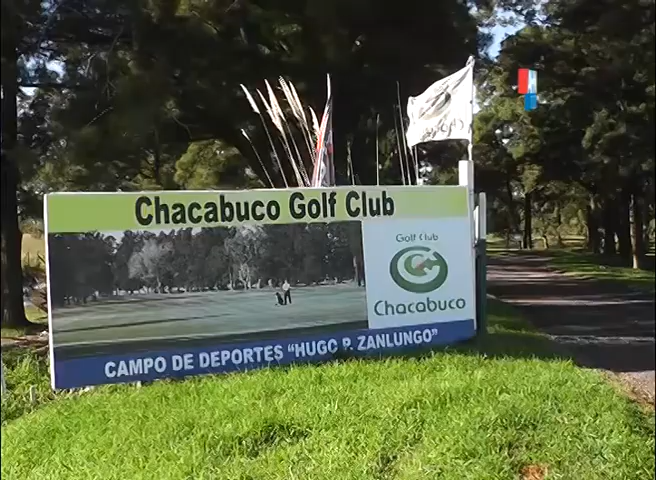 Chacabuco Golf Club
Golf Club
Chacabuco
CAMPO DE DEPORTES "HUGO P. ZANLUNGO"